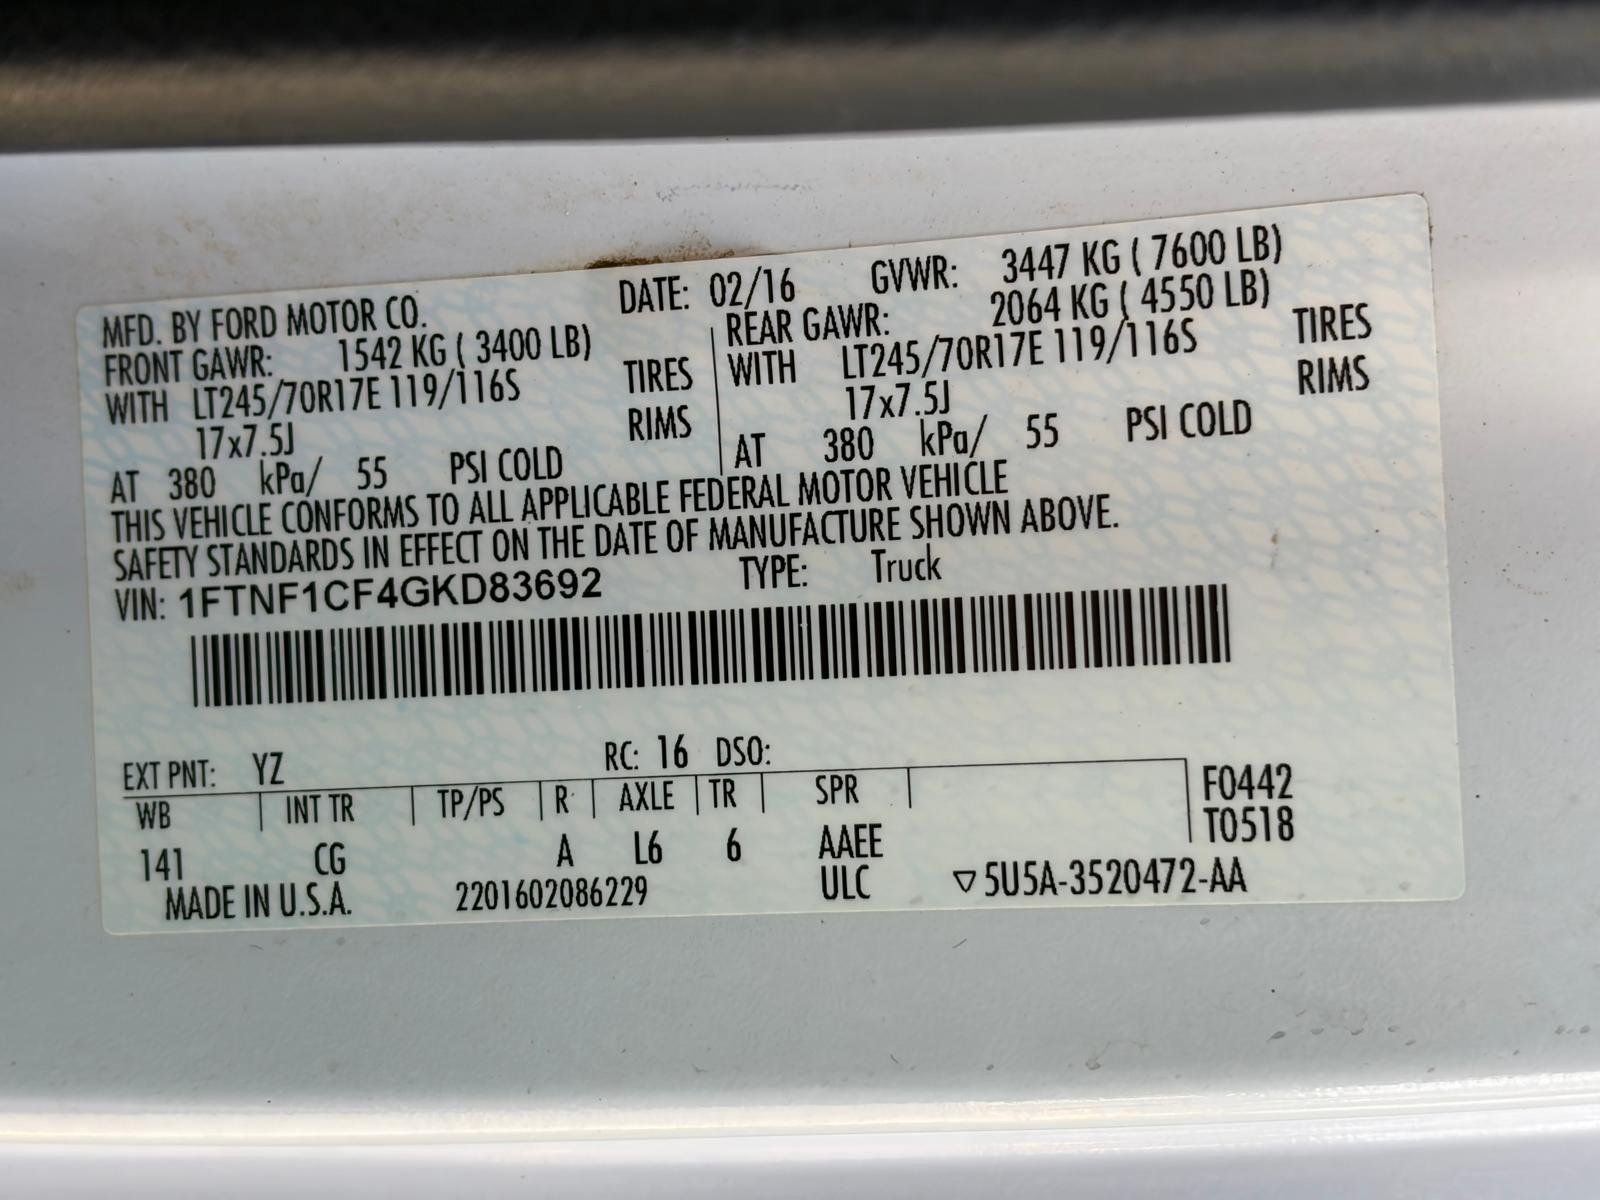 MFD. BY FORD MOTOR CO. DATE: 02/16 GVWR: 3447 KG ( 7600 LB)
FRONT GAWR: 1542 KG ( 3400 LB)
WITH LT245/70R17E 119/116S TIRES
17x7.5J RIMS
AT 380 kPa/ 55 PSI COLD
REAR GAWR: 2064 KG ( 4550 LB)
WITH LT245/70R17E 119/116S TIRES
17x7.5J RIMS
AT 380 kPa/ 55 PSI COLD
THIS VEHICLE CONFORMS TO ALL APPLICABLE FEDERAL MOTOR VEHICLE
SAFETY STANDARDS IN EFFECT ON THE DATE OF MANUFACTURE SHOWN ABOVE.
VIN: 1FTNF1CF4GKD83692 TYPE: Truck
EXT PNT: YZ RC: 16 DSO:
WB INT TR TP/PS R AXLE TR SPR F0442
T0518
141 CG A L6 6 AAEE
MADE IN U.S.A. 2201602086229 ULC ▽5U5A-3520472-AA